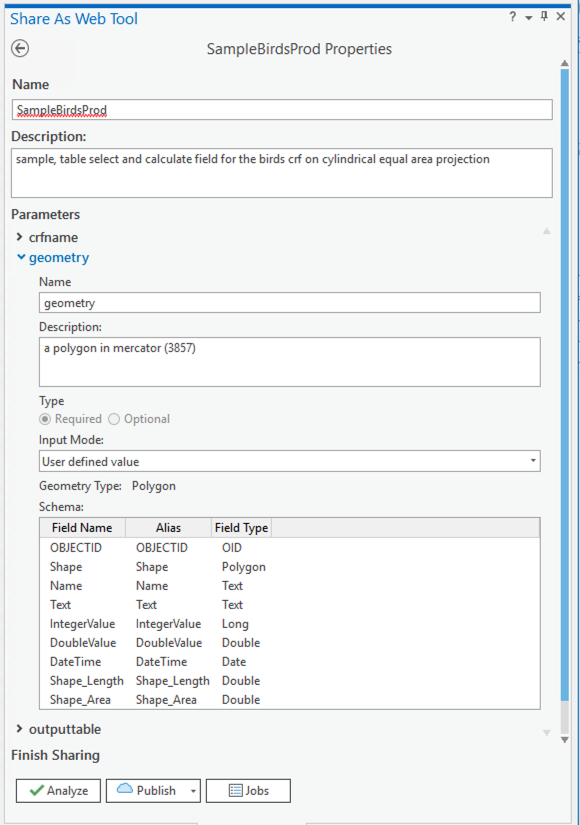 Share As Web Tool
?
SampleBirdsProd Properties
Name
SampleBirdsProd
Description:
sample, table select and calculate field for the birds crf on cylindrical equal area projection
Parameters
crfname
geometry
Name
geometry
Description:
a polygon in mercator (3857)
Type
Required Optional
Input Mode:
User defined value
Geometry Type: Polygon
Schema:
Field Name Alias Field Type
OBJECTID OBJECTID OID
Shape Shape Polygon
Name Name Text
Text Text Text
IntegerValue IntegerValue Long
DoubleValue DoubleValue Double
DateTime DateTime Date
Shape_Length Shape_Length Double
Shape_Area Shape_Area Double
outputtable
Finish Sharing
Analyze Publish Jobs